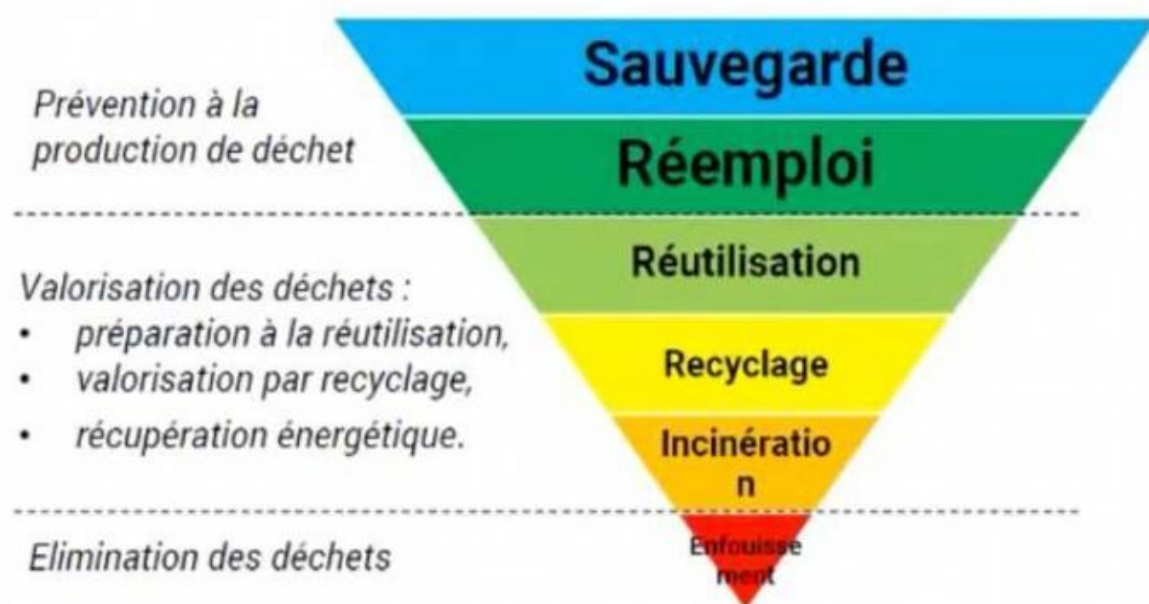 Sauvegarde
Prévention à la
production de déchet
Réemploi
Réutilisation
Valorisation des déchets :
• préparation à la réutilisation,
• valorisation par recyclage,
• récupération énergétique.
Recyclage
Incinératio
n
Elimination des déchets
Enfouisse
ment